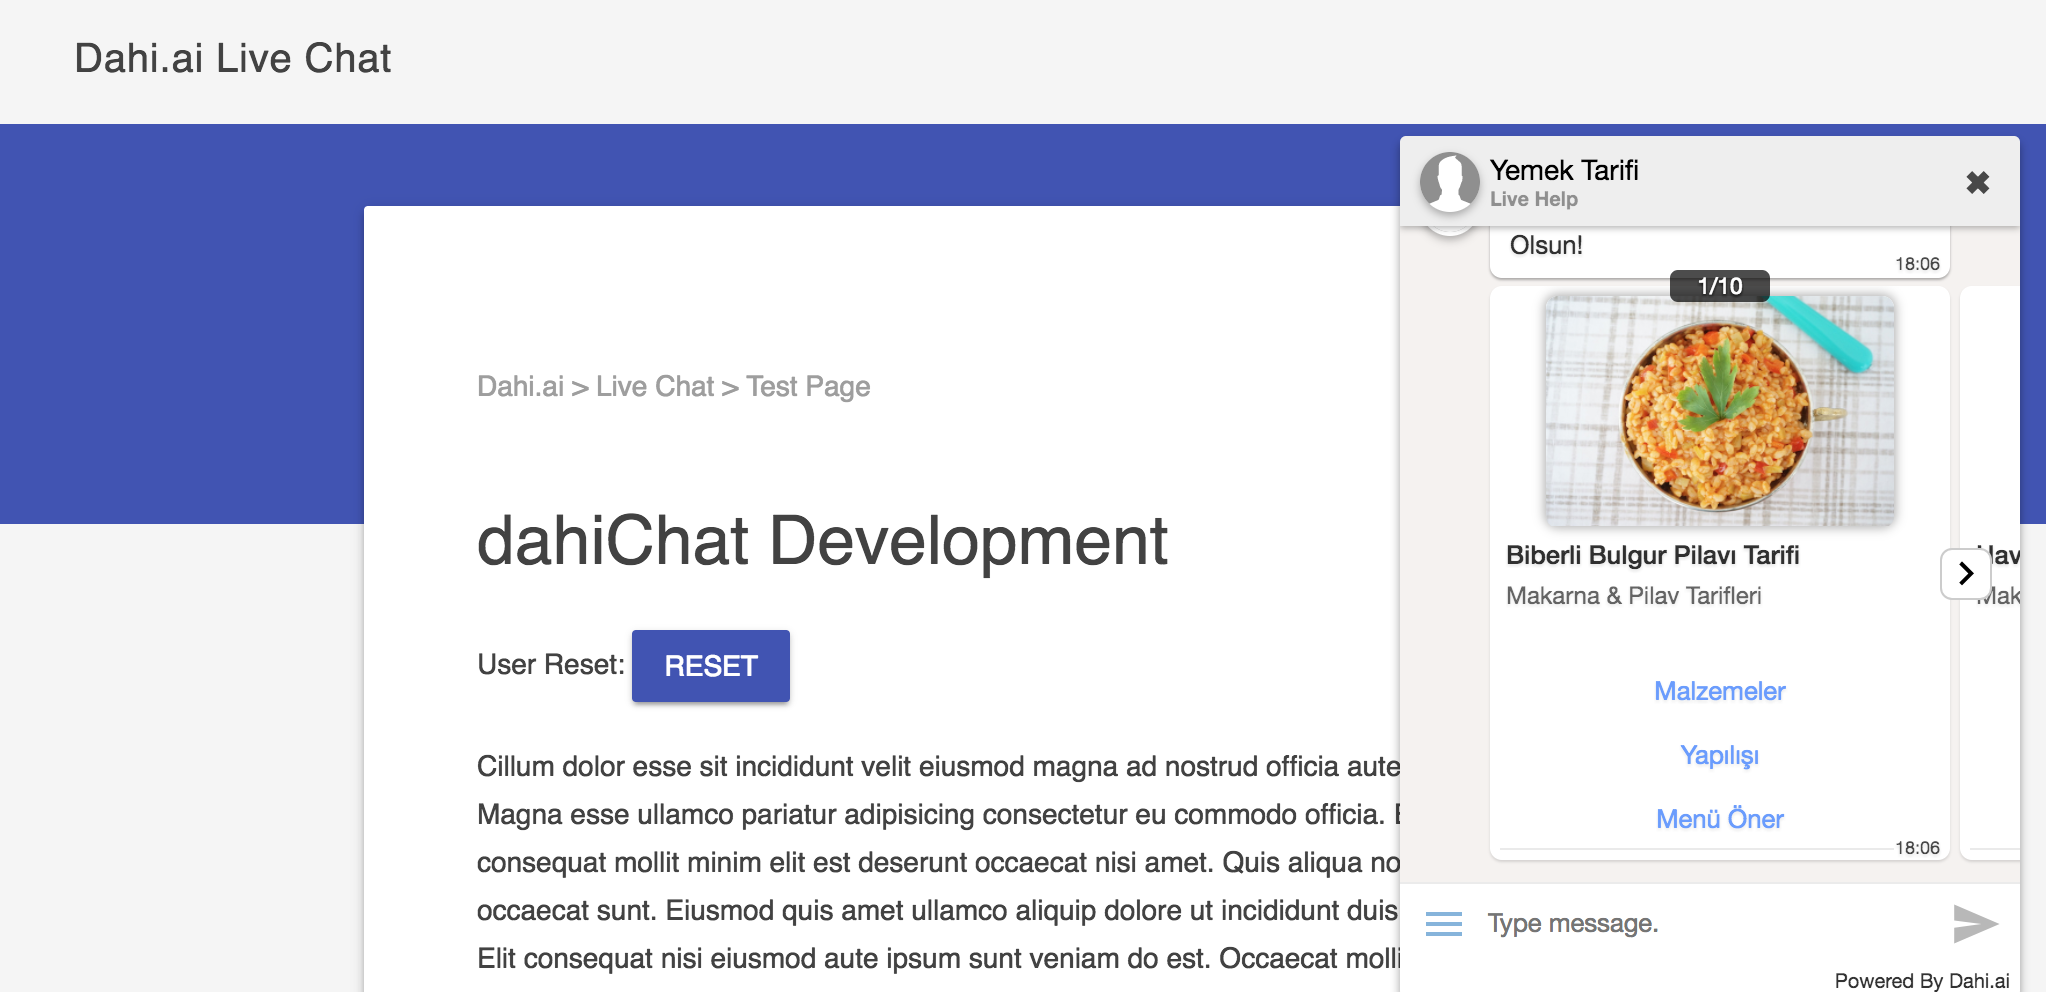 Dahi.ai Live Chat
Dahi.ai > Live Chat > Test Page
dahiChat Development
User Reset: RESET
Cillum dolor esse sit incididunt velit eiusmod magna ad nostrud officia aute
Magna esse ullamco pariatur adipisicing consectetur eu commodo officia.
consequat mollit minim elit est deserunt occaecat nisi amet. Quis aliqua no
occaecat sunt. Eiusmod quis amet ullamco aliquip dolore ut incididunt duis
Elit consequat nisi eiusmod aute ipsum sunt veniam do est. Occaecat molli
Yemek Tarifi
Live Help
Olsun!
18:06
1/10
Biberli Bulgur Pilavı Tarifi
Makarna & Pilav Tarifleri
Mak
Malzemeler
Yapılışı
Menü Öner
18:06
Type message.
Powered By Dahi.ai